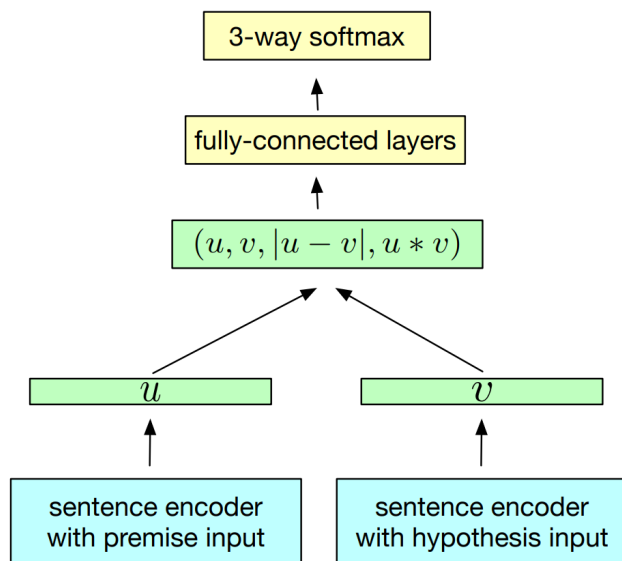 3-way softmax
fully-connected layers
(u, v, |u − v|, u ∗ v)
u
v
sentence encoder
with premise input
sentence encoder
with hypothesis input